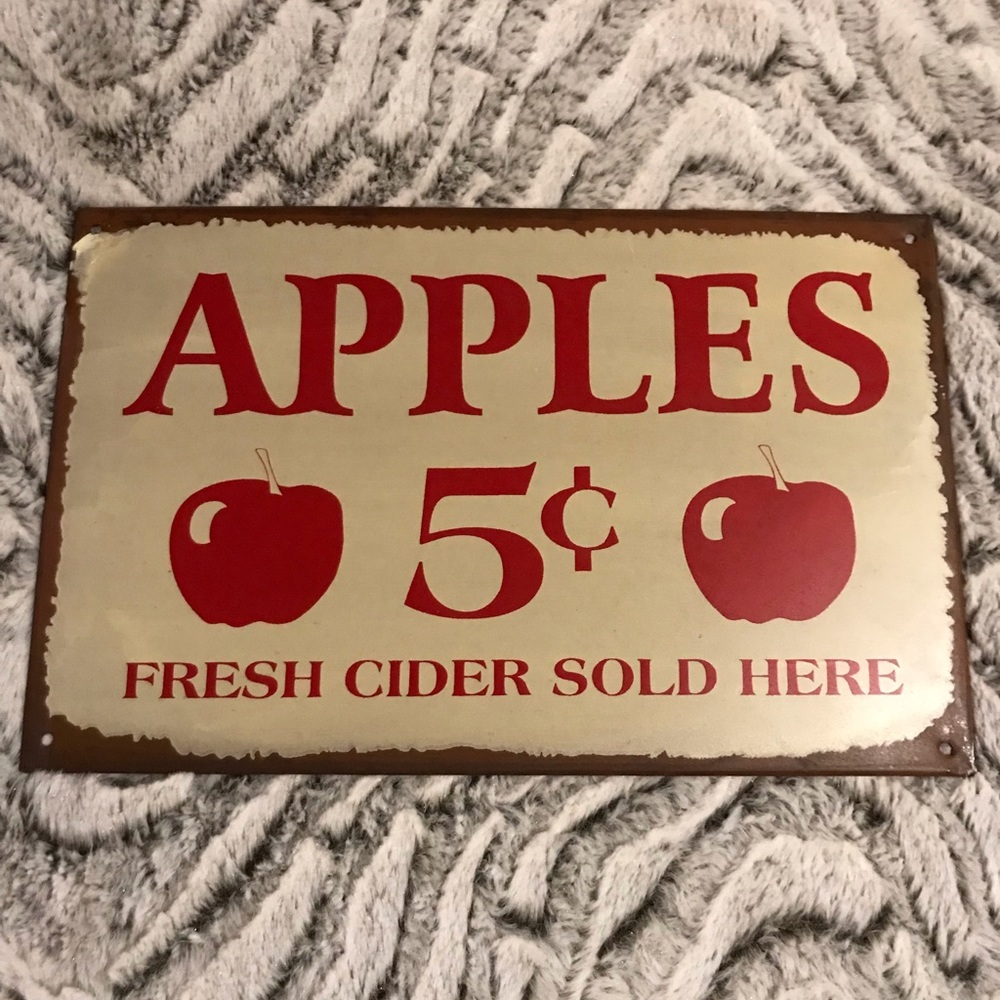 APPLES
5¢
FRESH CIDER SOLD HERE